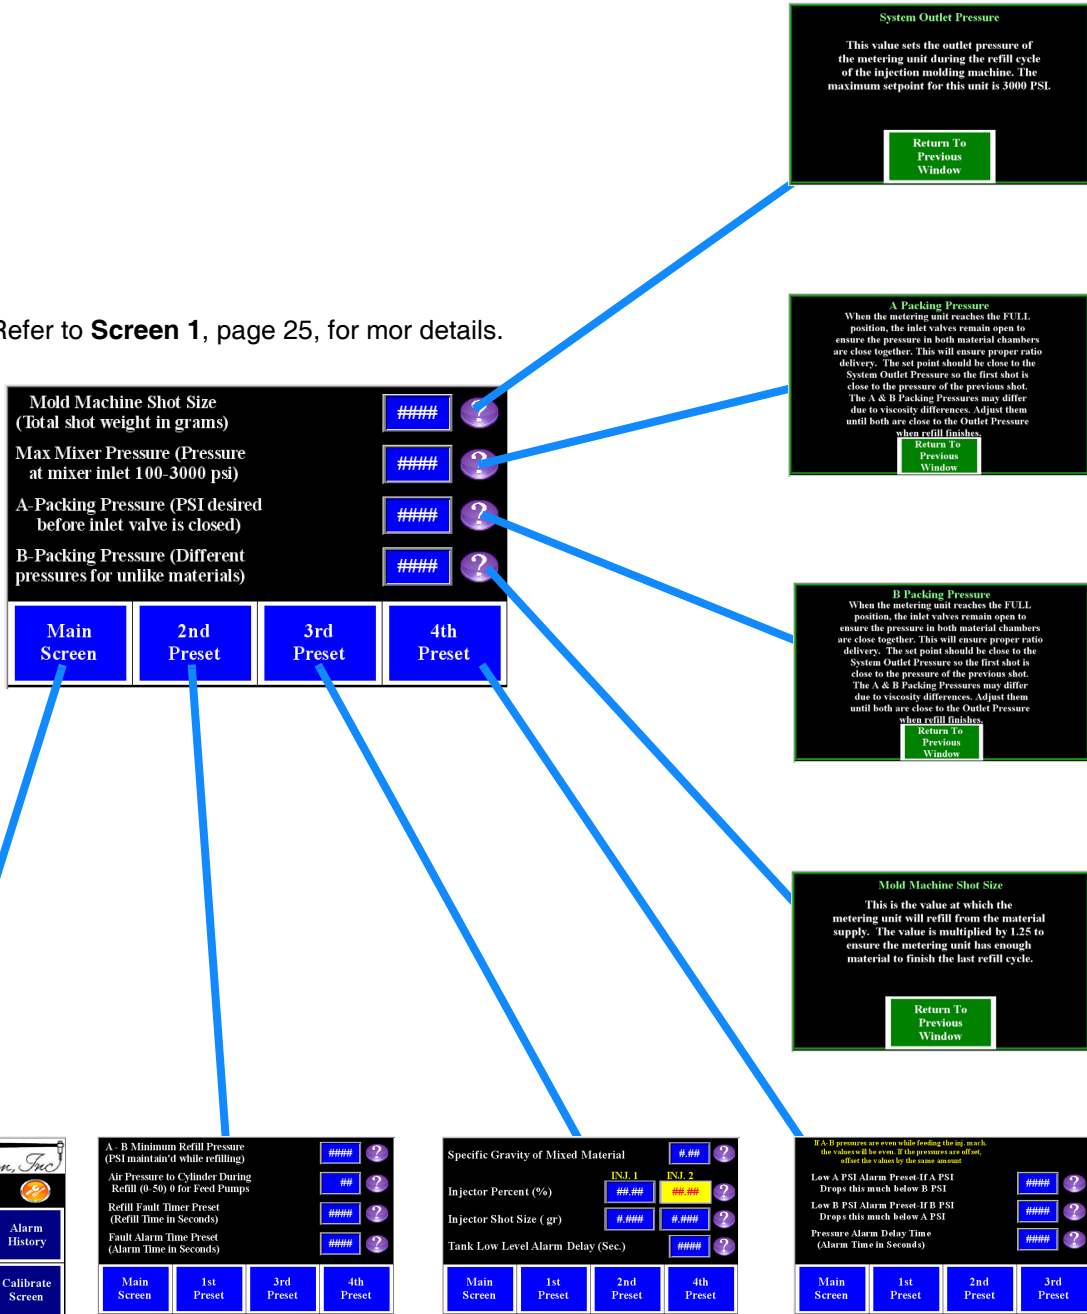 System Outlet Pressure
This value sets the outlet pressure of
the metering unit during the refill cycle
of the injection molding machine. The
maximum setpoint for this unit is 3000 PSI.
Return To
Previous
Window
A Packing Pressure
When the metering unit reaches the FULL
position, the inlet valves remain open to
ensure the pressure in both material chambers
are close together. This will ensure proper ratio
delivery. The set point should be close to the
System Outlet Pressure so the first shot is
close to the pressure of the previous shot.
The A & B Packing Pressures may differ
due to viscosity differences. Adjust them
until both are close to the Outlet Pressure
when refill finishes.
Return To
Previous
Window
Refer to Screen 1, page 25, for mor details.
Mold Machine Shot Size
(Total shot weight in grams)
#### ?
Max Mixer Pressure (Pressure
at mixer inlet 100-3000 psi)
#### ?
A-Packing Pressure (PSI desired
before inlet valve is closed)
#### ?
B-Packing Pressure (Different
pressures for unlike materials)
#### ?
Main
Screen
2nd
Preset
3rd
Preset
4th
Preset
B Packing Pressure
When the metering unit reaches the FULL
position, the inlet valves remain open to
ensure the pressure in both material chambers
are close together. This will ensure proper ratio
delivery. The set point should be close to the
System Outlet Pressure so the first shot is
close to the pressure of the previous shot.
The A & B Packing Pressures may differ
due to viscosity differences. Adjust them
until both are close to the Outlet Pressure
when refill finishes.
Return To
Previous
Window
Mold Machine Shot Size
This is the value at which the
metering unit will refill from the material
supply. The value is multiplied by 1.25 to
ensure the metering unit has enough
material to finish the last refill cycle.
Return To
Previous
Window
n, Inc
Alarm
History
Calibrate
Screen
A - B Minimum Refill Pressure
(PSI maintain'd while refilling)
#### ?
Air Pressure to Cylinder During
Refill (0-50) 0 for Feed Pumps
## ?
Refill Fault Timer Preset
(Refill Time in Seconds)
#### ?
Fault Alarm Time Preset
(Alarm Time in Seconds)
#### ?
Main
Screen
1st
Preset
3rd
Preset
4th
Preset
Specific Gravity of Mixed Material #.## ?
INJ. 1 INJ. 2
Injector Percent (%) ##.## ##.## ?
Injector Shot Size ( gr) #.### #.### ?
Tank Low Level Alarm Delay (Sec.) #### ?
Main
Screen
1st
Preset
2nd
Preset
4th
Preset
If A-B pressures are even while feeding the inj. mach.
the values will be even. If the pressures are offset,
offset the values by the same amount
Low A PSI Alarm Preset-If A PSI
Drops this much below B PSI
#### ?
Low B PSI Alarm Preset-If B PSI
Drops this much below A PSI
#### ?
Pressure Alarm Delay Time
(Alarm Time in Seconds)
#### ?
Main
Screen
1st
Preset
2nd
Preset
3rd
Preset